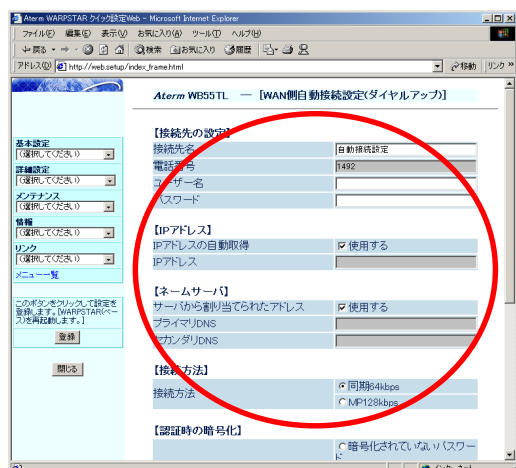 Aterm WARPSTAR クイック設定Web - Microsoft Internet Explorer
ファイル(F) 編集(E) 表示(V) お気に入り(A) ツール(T) ヘルプ(H)
戻る 検索 お気に入り 履歴
アドレス(D) http://web.setup/index_frame.html 移動 リンク »
Aterm WB55TL — [WAN側自動接続設定(ダイヤルアップ)]
基本設定
(選択してください)
詳細設定
(選択してください)
メンテナンス
(選択してください)
情報
(選択してください)
リンク
(選択してください)
メニュー一覧
このボタンをクリックして設定を
登録します。[WARPSTAR(ベー
ス)を再起動します。]
登録
閉じる
【接続先の設定】
接続先名 自動接続設定
電話番号 1492
ユーザー名
パスワード
【IPアドレス】
IPアドレスの自動取得 使用する
IPアドレス
【ネームサーバ】
サーバから割り当てられたアドレス 使用する
プライマリDNS
セカンダリDNS
【接続方法】
接続方法 同期64kbps
MP128kbps
【認証時の暗号化】
暗号化されていないパスワー
ド